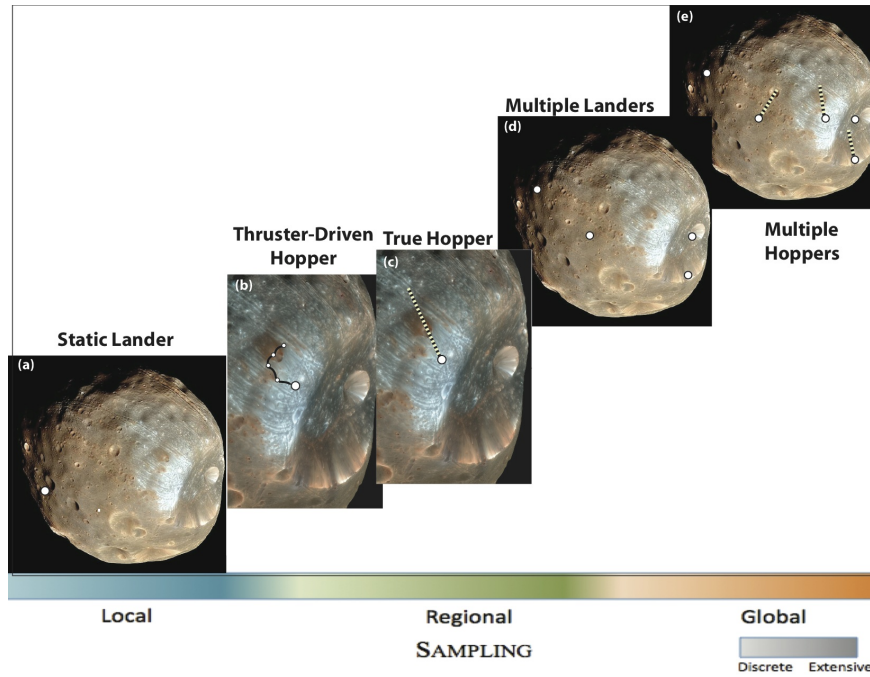 (e)
Multiple Landers
(d)
Multiple
Hoppers
Thruster-Driven
Hopper
True Hopper
(b)
(c)
Static Lander
(a)
Local
Regional
Global
SAMPLING
Discrete
Extensive